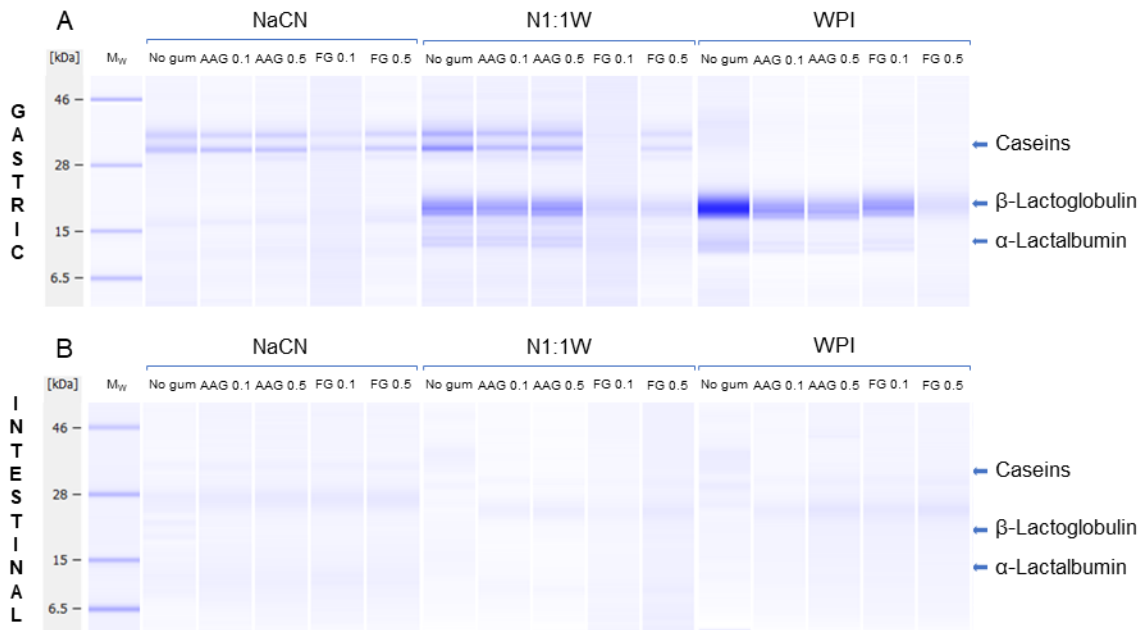 A NaCN N1:1W WPI
[kDa] Mw No gum AAG 0.1 AAG 0.5 FG 0.1 FG 0.5 No gum AAG 0.1 AAG 0.5 FG 0.1 FG 0.5 No gum AAG 0.1 AAG 0.5 FG 0.1 FG 0.5
GASTRIC
46
28
15
6.5
Caseins
β-Lactoglobulin
α-Lactalbumin
B NaCN N1:1W WPI
[kDa] Mw No gum AAG 0.1 AAG 0.5 FG 0.1 FG 0.5 No gum AAG 0.1 AAG 0.5 FG 0.1 FG 0.5 No gum AAG 0.1 AAG 0.5 FG 0.1 FG 0.5
INTESTINAL
46
28
15
6.5
Caseins
β-Lactoglobulin
α-Lactalbumin